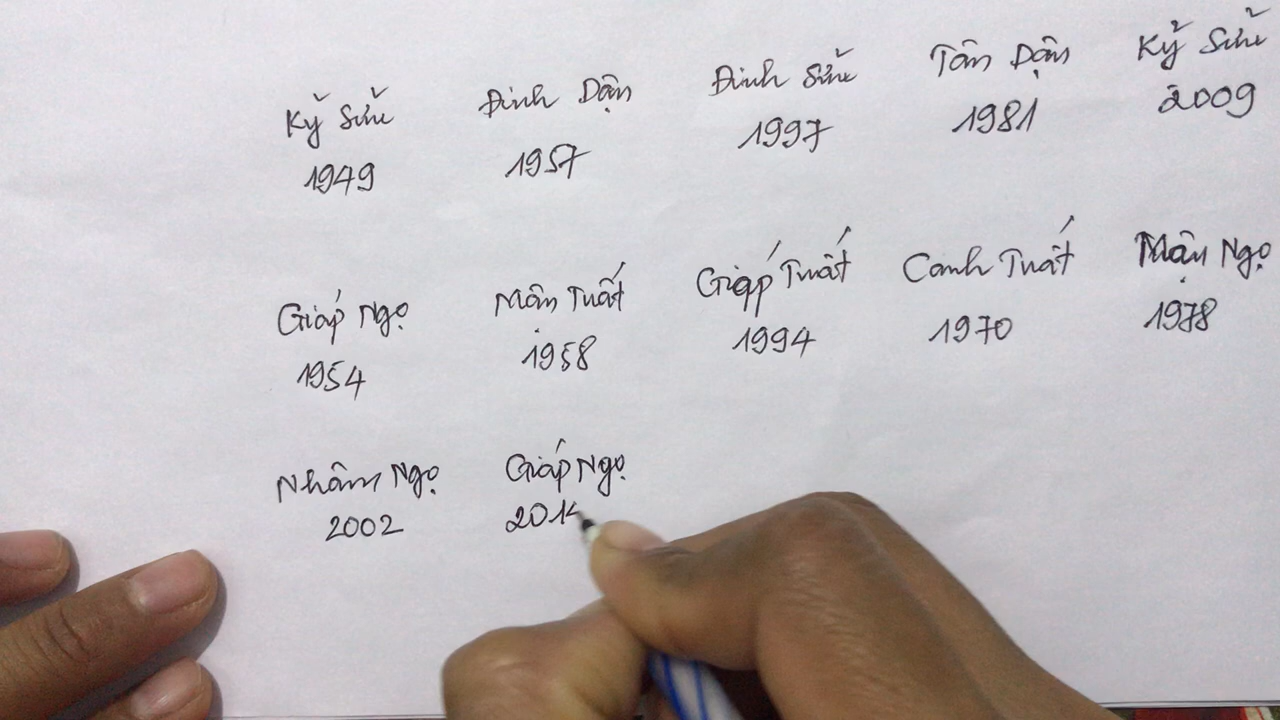 Kỷ Sửu Đinh Dậu Đinh Sửu Tân Dậu Kỷ Sửu
1949 1957 1997 1981 2009
Giáp Ngọ Mậu Tuất Giáp Tuất Canh Tuất Mậu Ngọ
1954 1958 1994 1970 1978
Nhâm Ngọ Giáp Ngọ
2002 2014